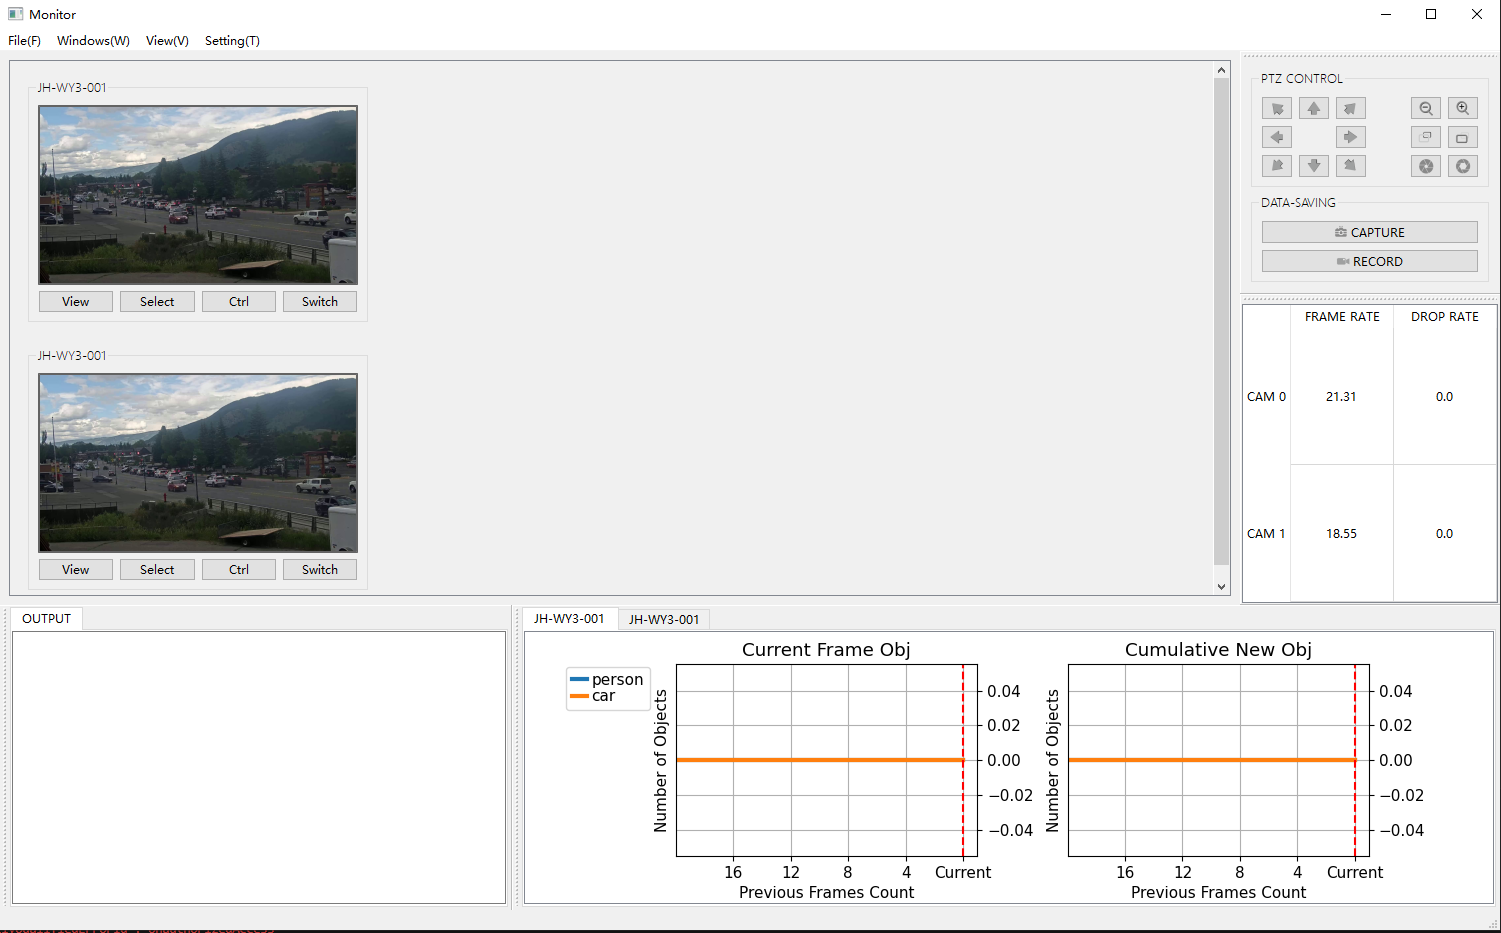 Monitor
File(F) Windows(W) View(V) Setting(T)
JH-WY3-001
View Select Ctrl Switch
JH-WY3-001
View Select Ctrl Switch
PTZ CONTROL
DATA-SAVING
CAPTURE
RECORD
FRAME RATE DROP RATE
CAM 0 21.31 0.0
CAM 1 18.55 0.0
OUTPUT
JH-WY3-001 JH-WY3-001
person
car
Current Frame Obj
Number of Objects
0.04
0.02
0.00
−0.02
−0.04
16 12 8 4 Current
Previous Frames Count
Cumulative New Obj
Number of Objects
0.04
0.02
0.00
−0.02
−0.04
16 12 8 4 Current
Previous Frames Count